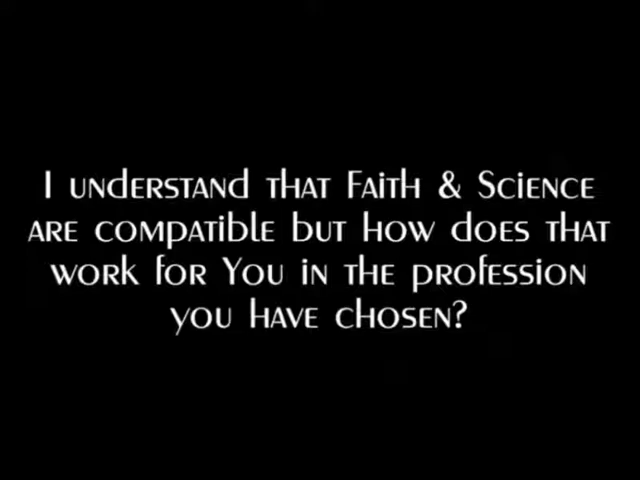 I understand that Faith & Science
are compatible but how does that
work for You in the profession
you have chosen?